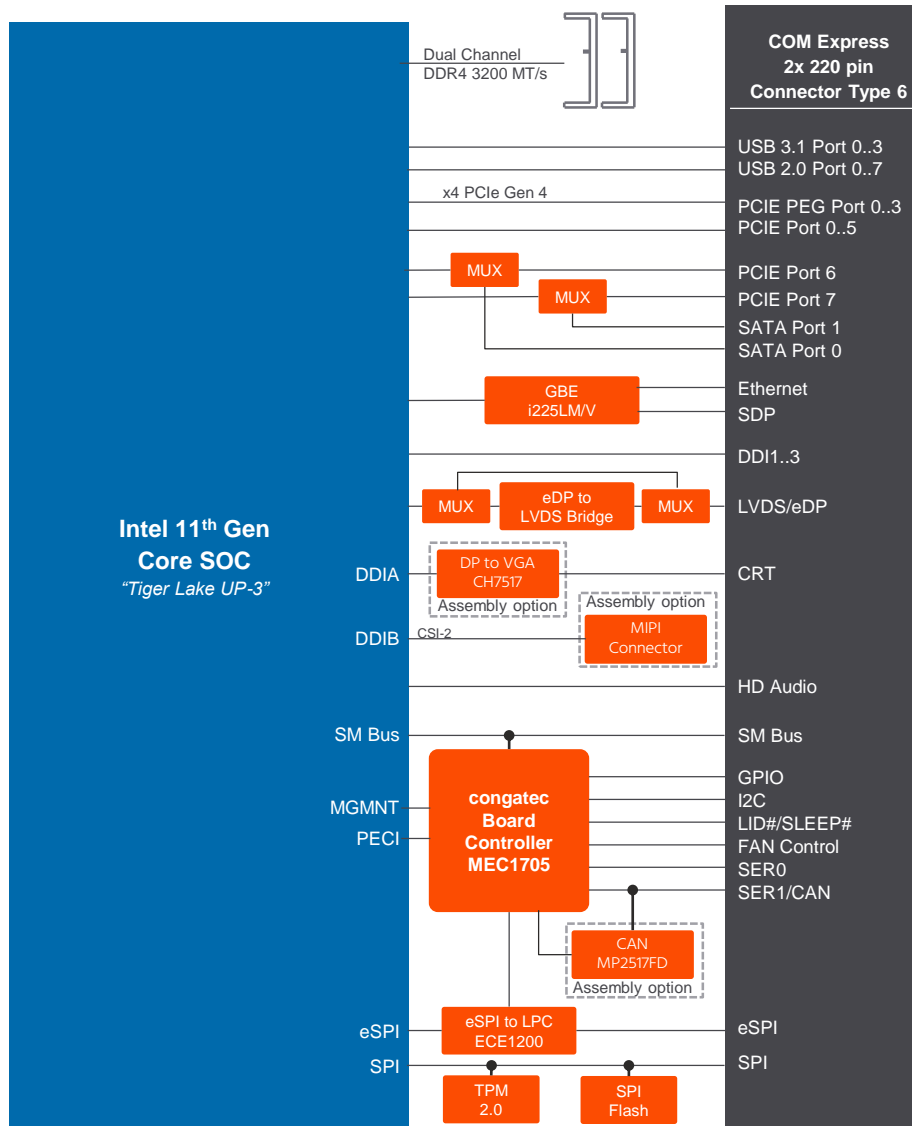 Dual Channel
DDR4 3200 MT/s
COM Express
2x 220 pin
Connector Type 6
USB 3.1 Port 0..3
USB 2.0 Port 0..7
x4 PCIe Gen 4
PCIE PEG Port 0..3
PCIE Port 0..5
MUX
PCIE Port 6
MUX
PCIE Port 7
SATA Port 1
SATA Port 0
GBE
i225LM/V
Ethernet
SDP
DDI1..3
MUX
eDP to
LVDS Bridge
MUX
LVDS/eDP
Intel 11th Gen
Core SOC
"Tiger Lake UP-3"
DDIA
DP to VGA
CH7517
Assembly option
CRT
Assembly option
DDIB
CSI-2
MIPI
Connector
HD Audio
SM Bus
SM Bus
MGMNT
PECI
congatec
Board
Controller
MEC1705
GPIO
I2C
LID#/SLEEP#
FAN Control
SER0
SER1/CAN
CAN
MP2517FD
Assembly option
eSPI
eSPI to LPC
ECE1200
eSPI
SPI
SPI
TPM
2.0
SPI
Flash